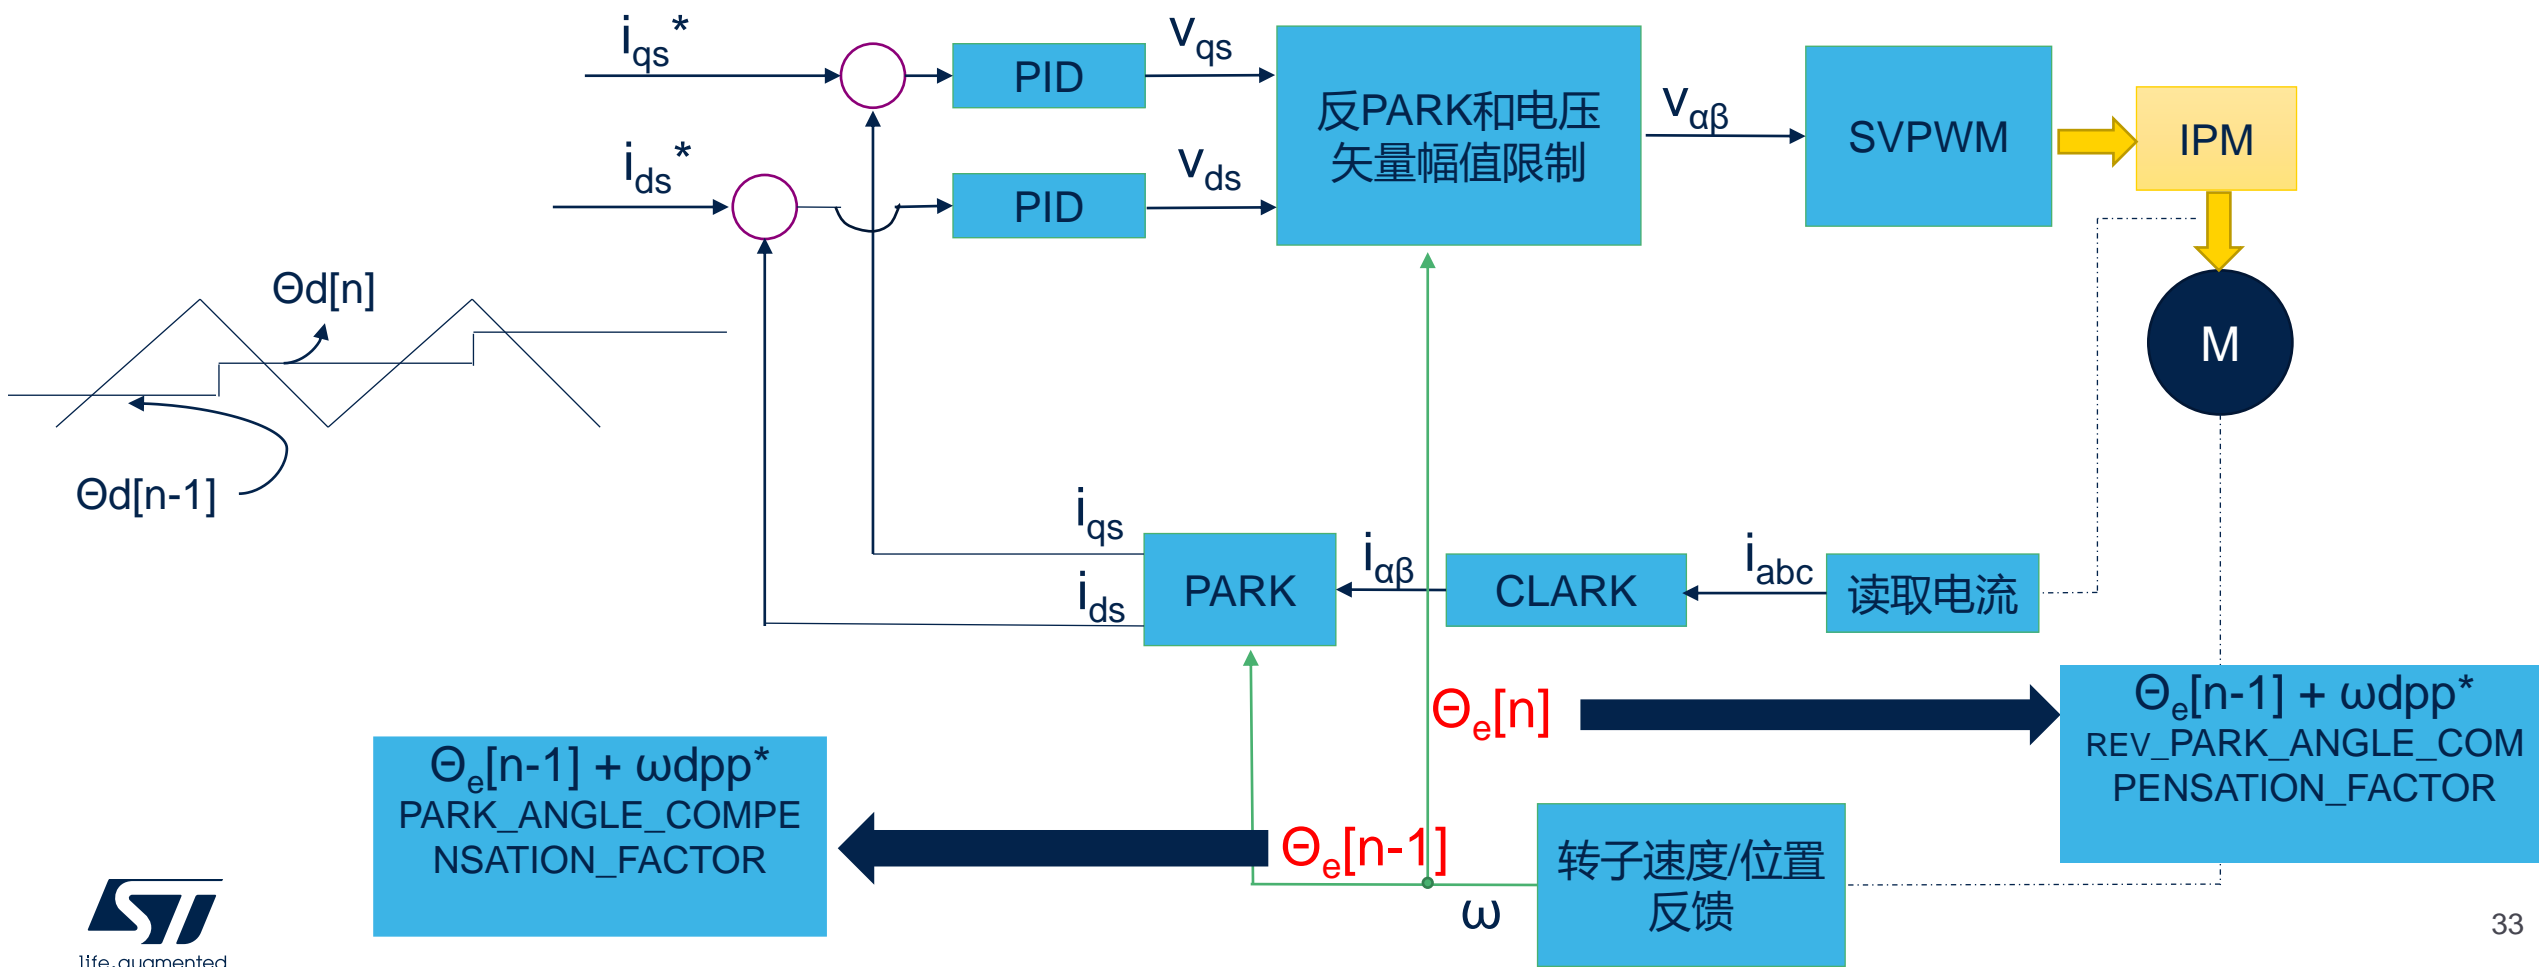 iqs*
vqs
PID
反PARK和电压
矢量幅值限制
vαβ
SVPWM
IPM
ids*
vds
PID
Θd[n]
Θd[n-1]
M
iqs
ids
PARK
iαβ
CLARK
iabc
读取电流
Θe[n]
Θe[n-1] + ωdpp*
REV_PARK_ANGLE_COM
PENSATION_FACTOR
Θe[n-1] + ωdpp*
PARK_ANGLE_COMPE
NSATION_FACTOR
Θe[n-1]
ω
转子速度/位置
反馈
ST
life.augmented
33